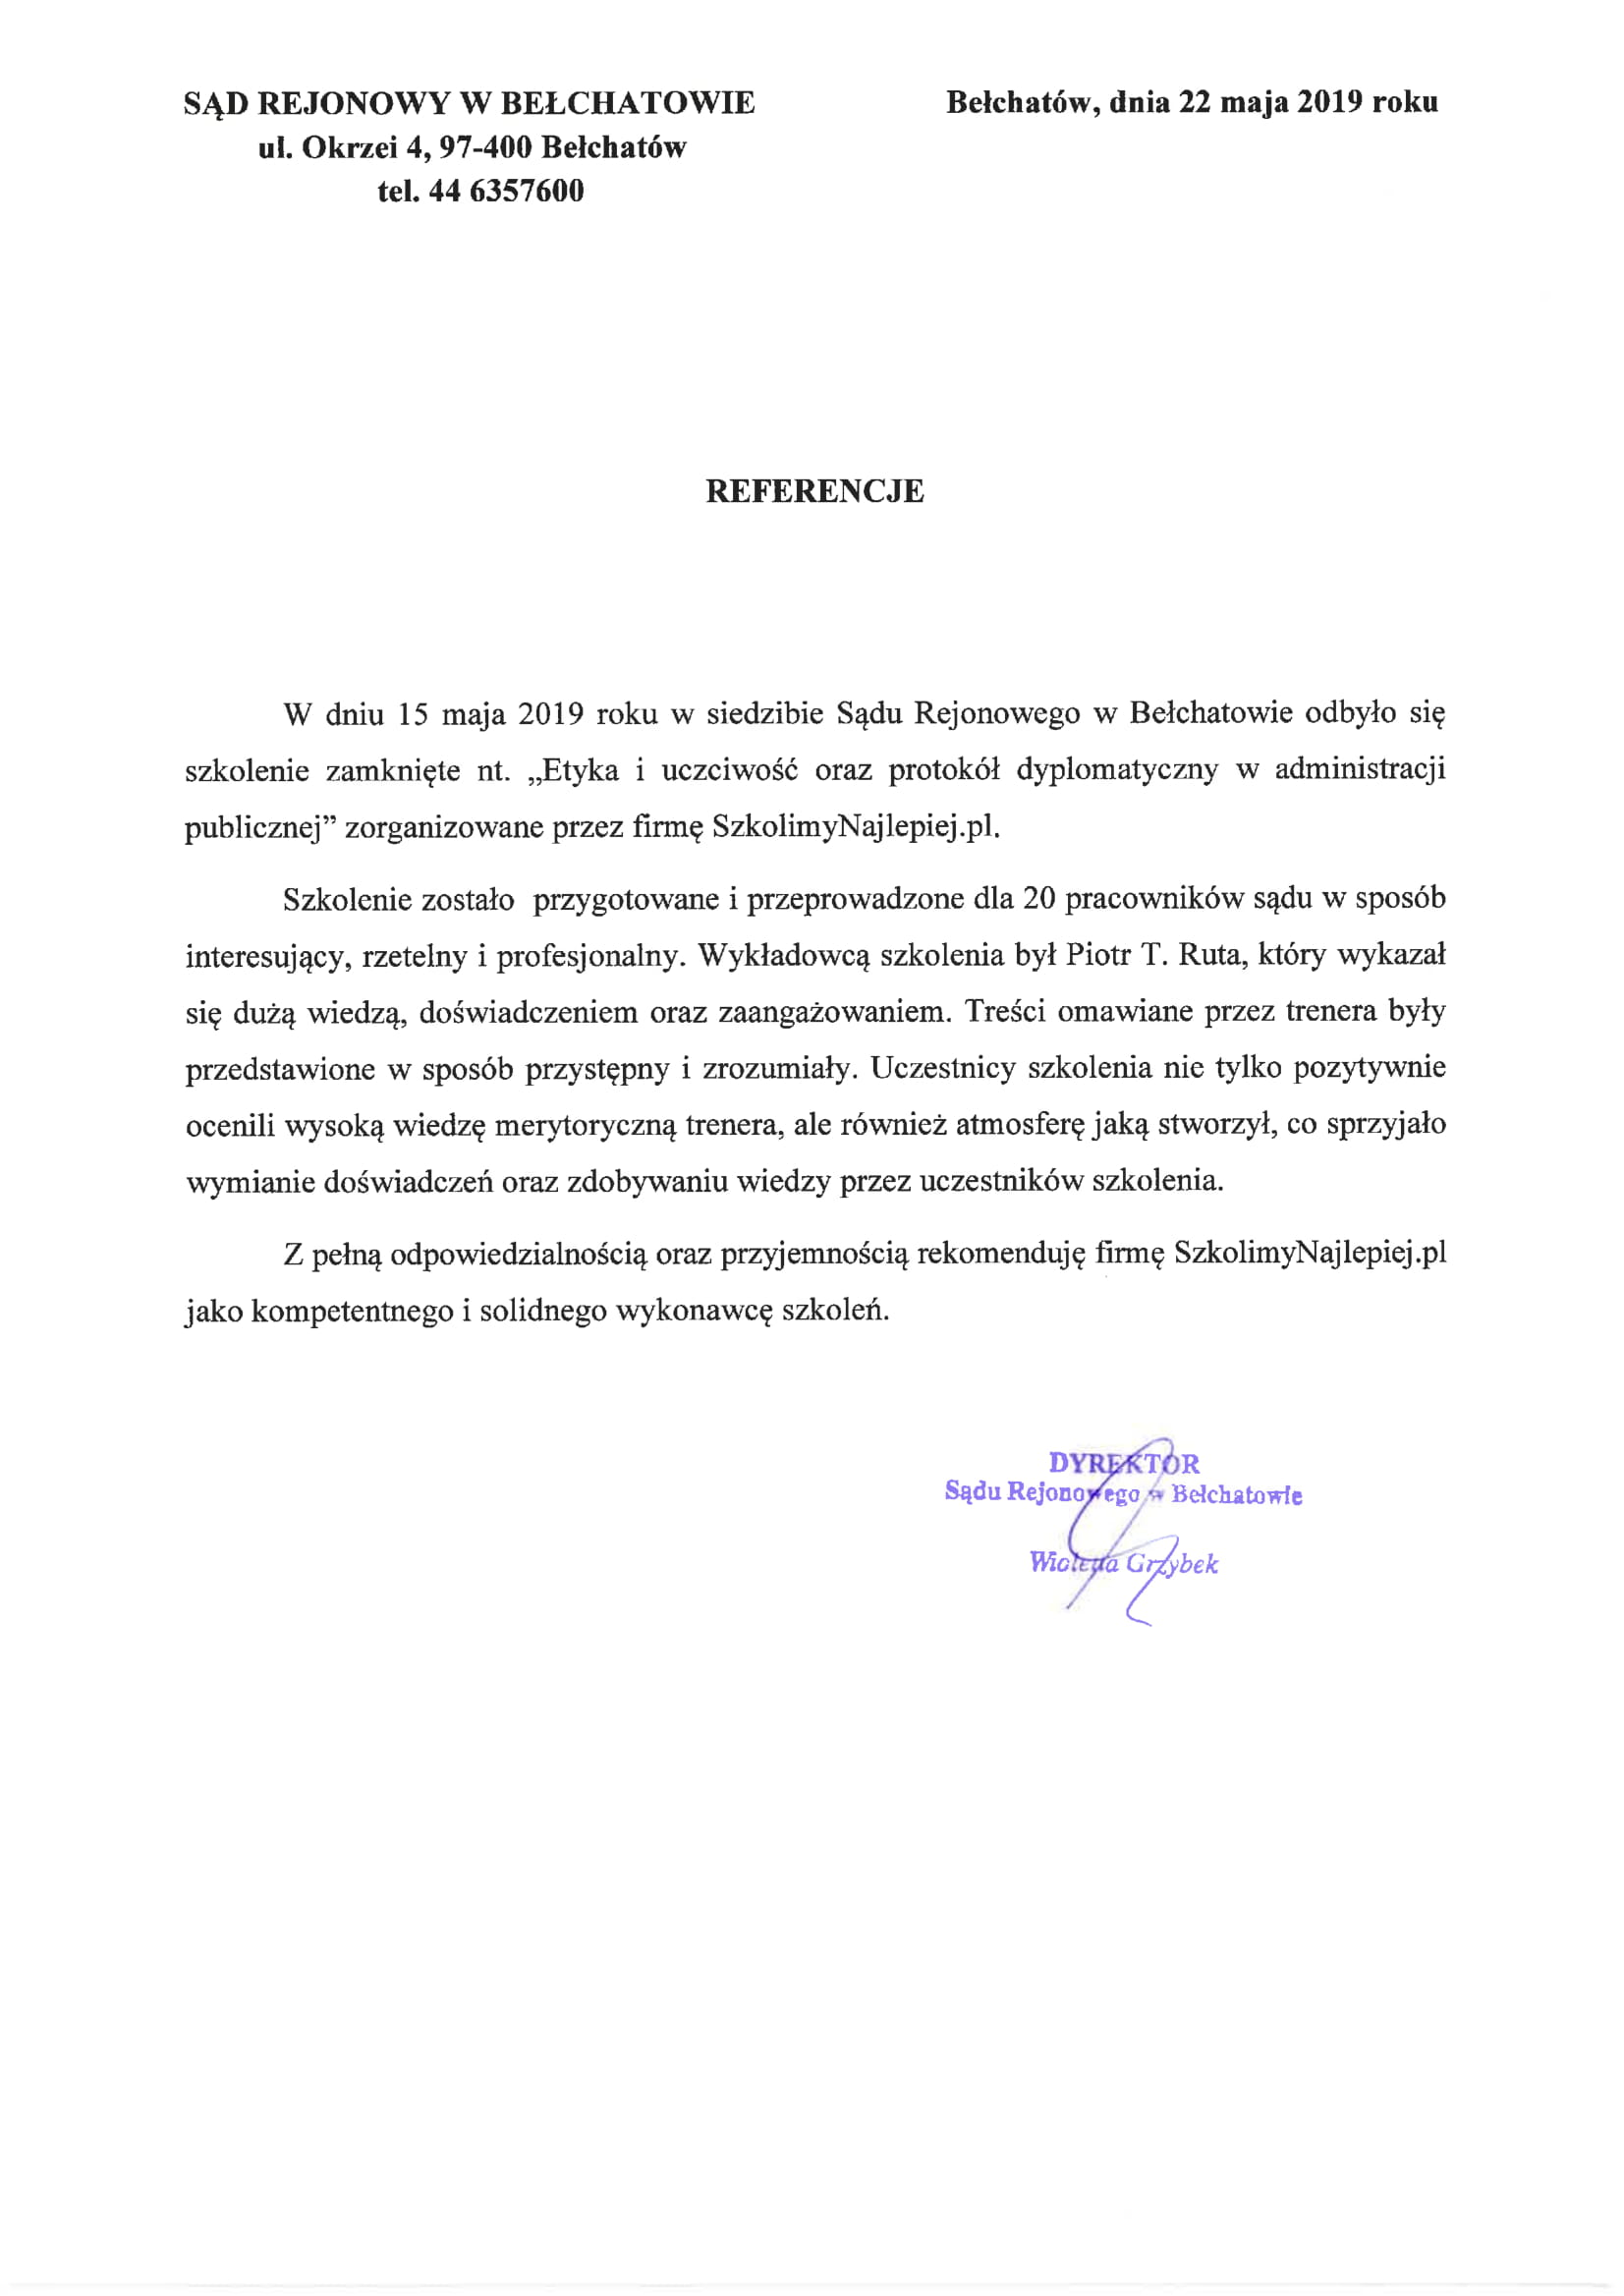 SĄD REJONOWY W BEŁCHATOWIE
ul. Okrzei 4, 97-400 Bełchatów
tel. 44 6357600
Bełchatów, dnia 22 maja 2019 roku
REFERENCJE
W dniu 15 maja 2019 roku w siedzibie Sądu Rejonowego w Bełchatowie odbyło się
szkolenie zamknięte nt. „Etyka i uczciwość oraz protokół dyplomatyczny w administracji
publicznej” zorganizowane przez firmę SzkolimyNajlepiej.pl.
Szkolenie zostało przygotowane i przeprowadzone dla 20 pracowników sądu w sposób
interesujący, rzetelny i profesjonalny. Wykładowcą szkolenia był Piotr T. Ruta, który wykazał
się dużą wiedzą, doświadczeniem oraz zaangażowaniem. Treści omawiane przez trenera były
przedstawione w sposób przystępny i zrozumiały. Uczestnicy szkolenia nie tylko pozytywnie
ocenili wysoką wiedzę merytoryczną trenera, ale również atmosferę jaką stworzył, co sprzyjało
wymianie doświadczeń oraz zdobywaniu wiedzy przez uczestników szkolenia.
Z pełną odpowiedzialnością oraz przyjemnością rekomenduję firmę SzkolimyNajlepiej.pl
jako kompetentnego i solidnego wykonawcę szkoleń.
DYREKTOR
Sądu Rejonowego w Bełchatowie
Wioletta Grzybek